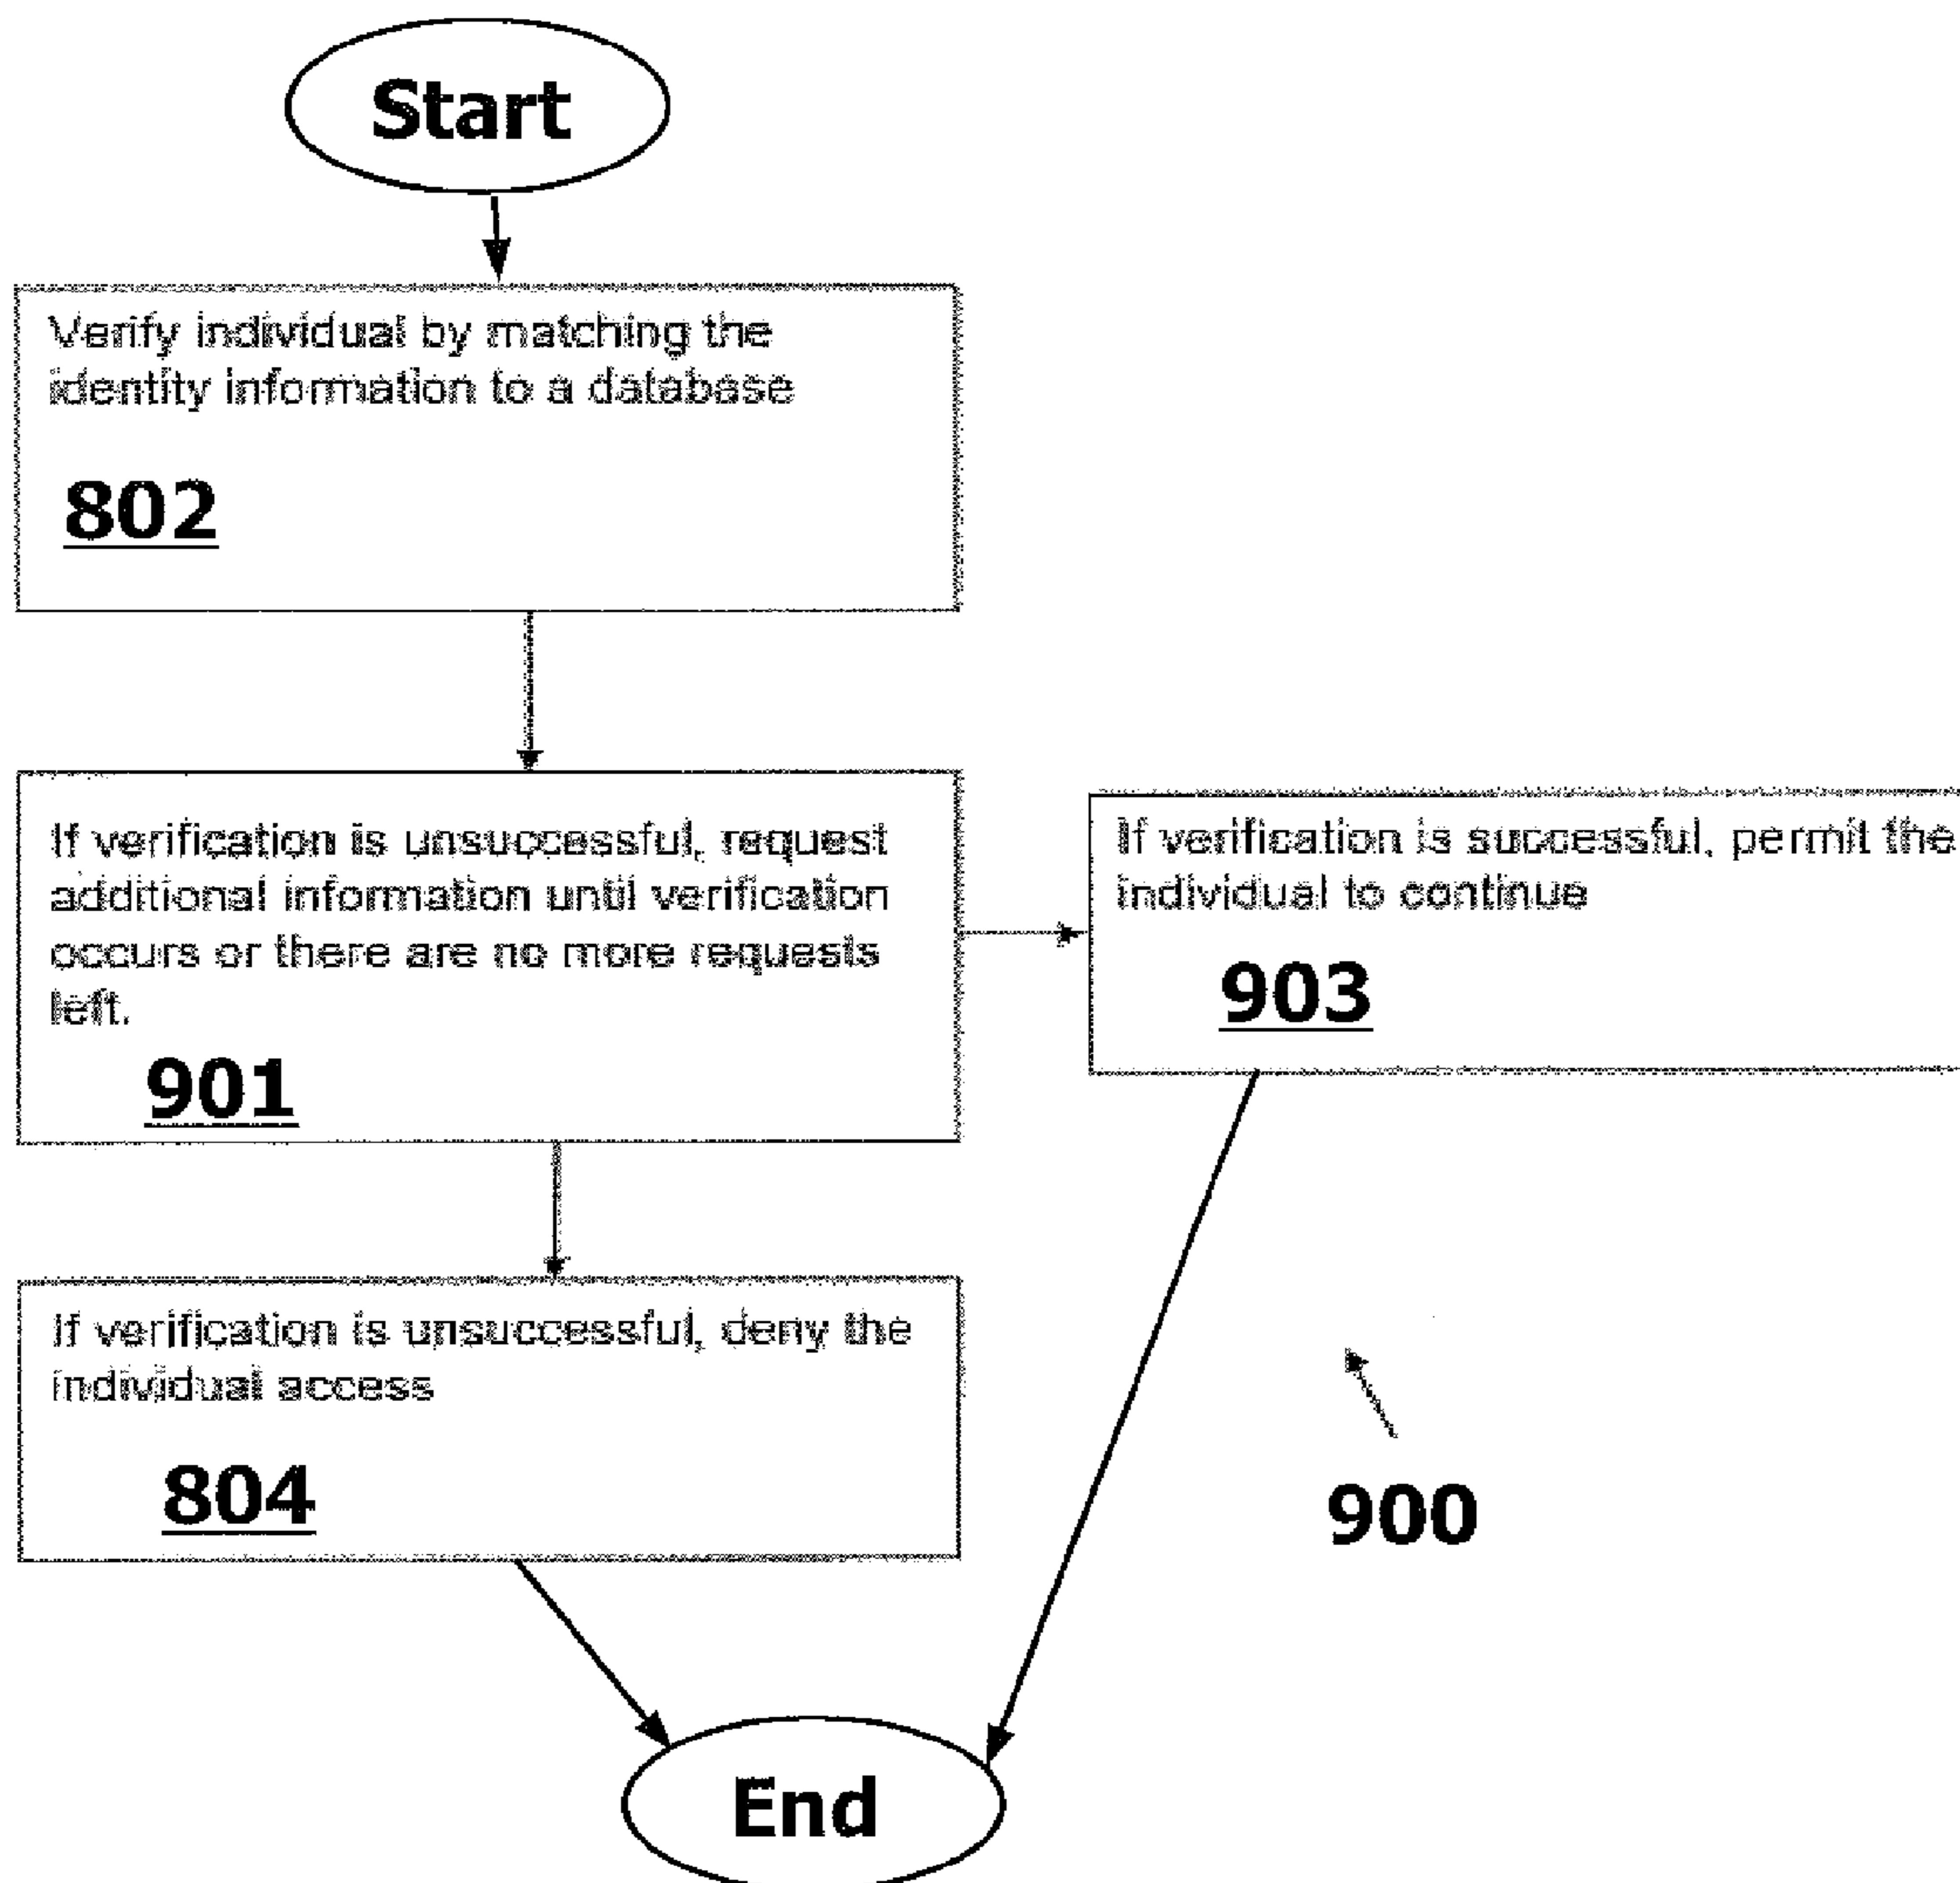 Start
Verify individual by matching the
identity information to a database
802
If verification is unsuccessful, request
additional information until verification
occurs or there are no more requests
left.
901
If verification is successful, permit the
individual to continue
903
If verification is unsuccessful, deny the
individual access
804
900
End